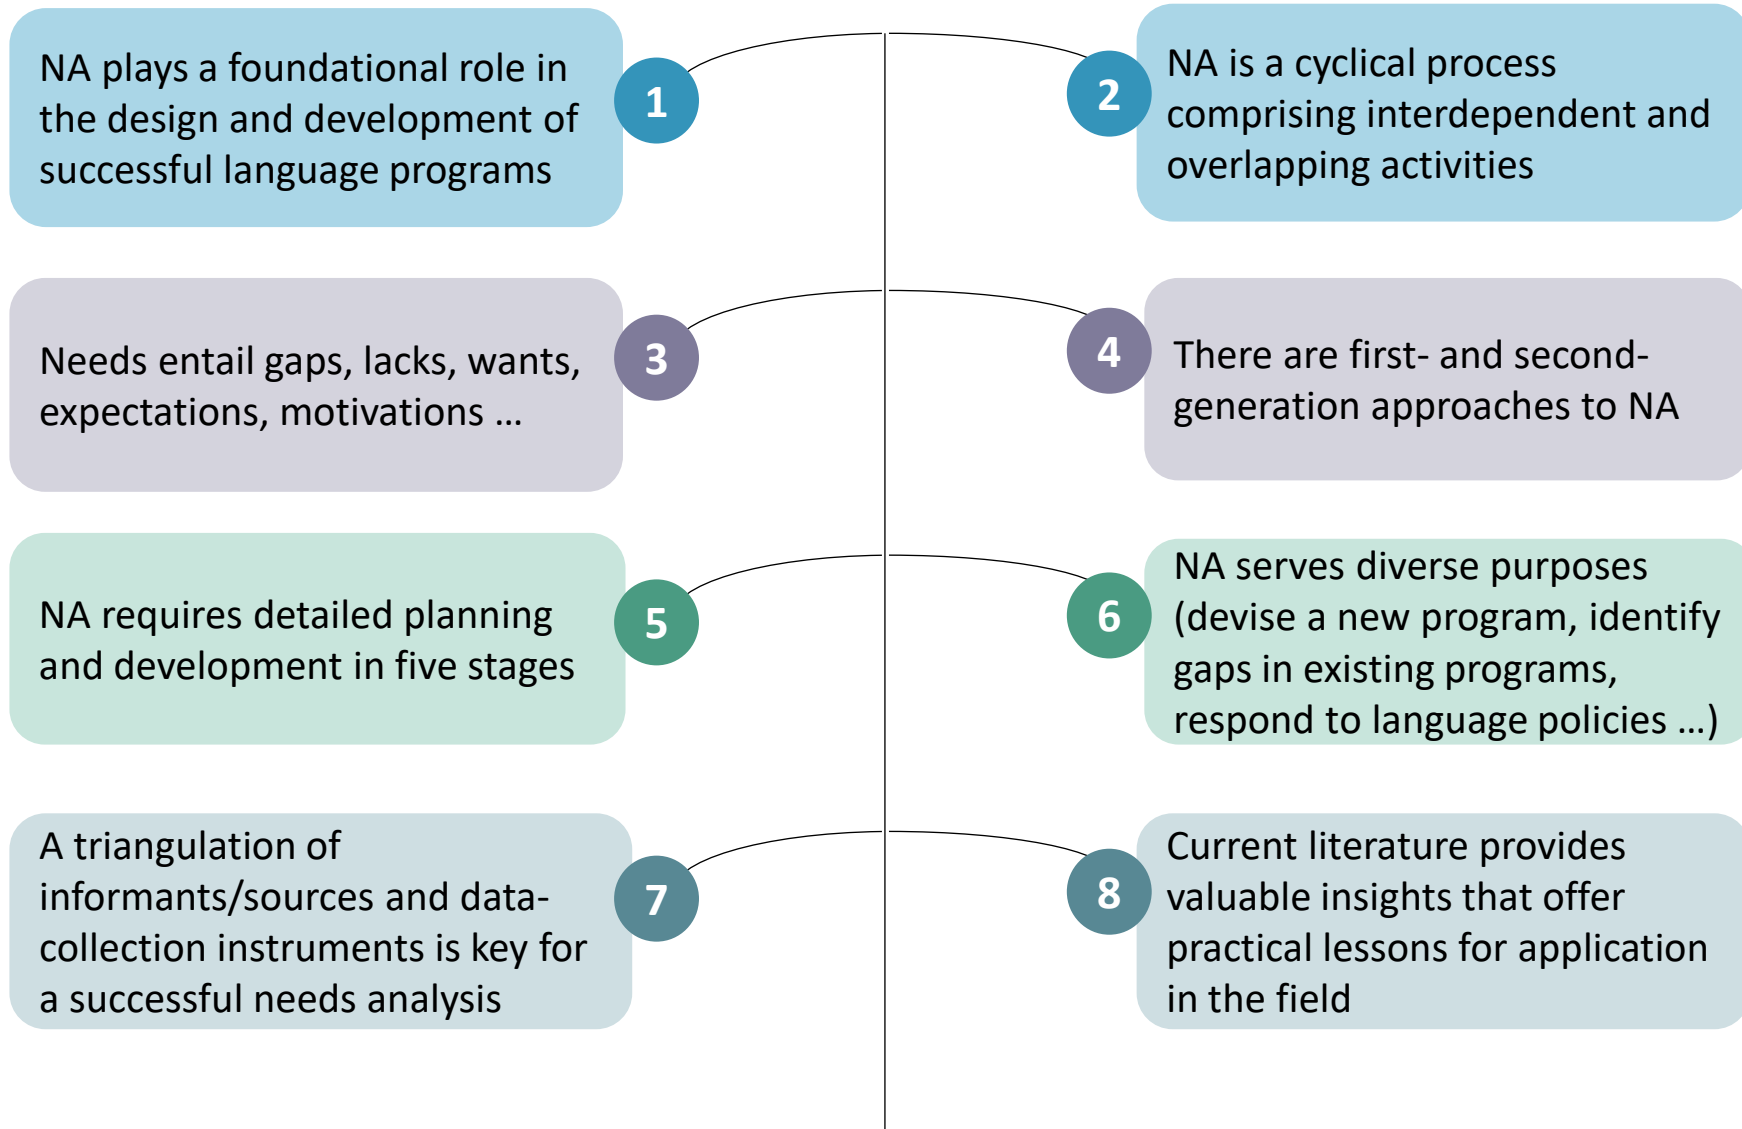 NA plays a foundational role in
the design and development of
successful language programs
1
2
NA is a cyclical process
comprising interdependent and
overlapping activities
Needs entail gaps, lacks, wants,
expectations, motivations …
3
4
There are first- and second-
generation approaches to NA
NA requires detailed planning
and development in five stages
5
6
NA serves diverse purposes
(devise a new program, identify
gaps in existing programs,
respond to language policies …)
A triangulation of
informants/sources and data-
collection instruments is key for
a successful needs analysis
7
8
Current literature provides
valuable insights that offer
practical lessons for application
in the field